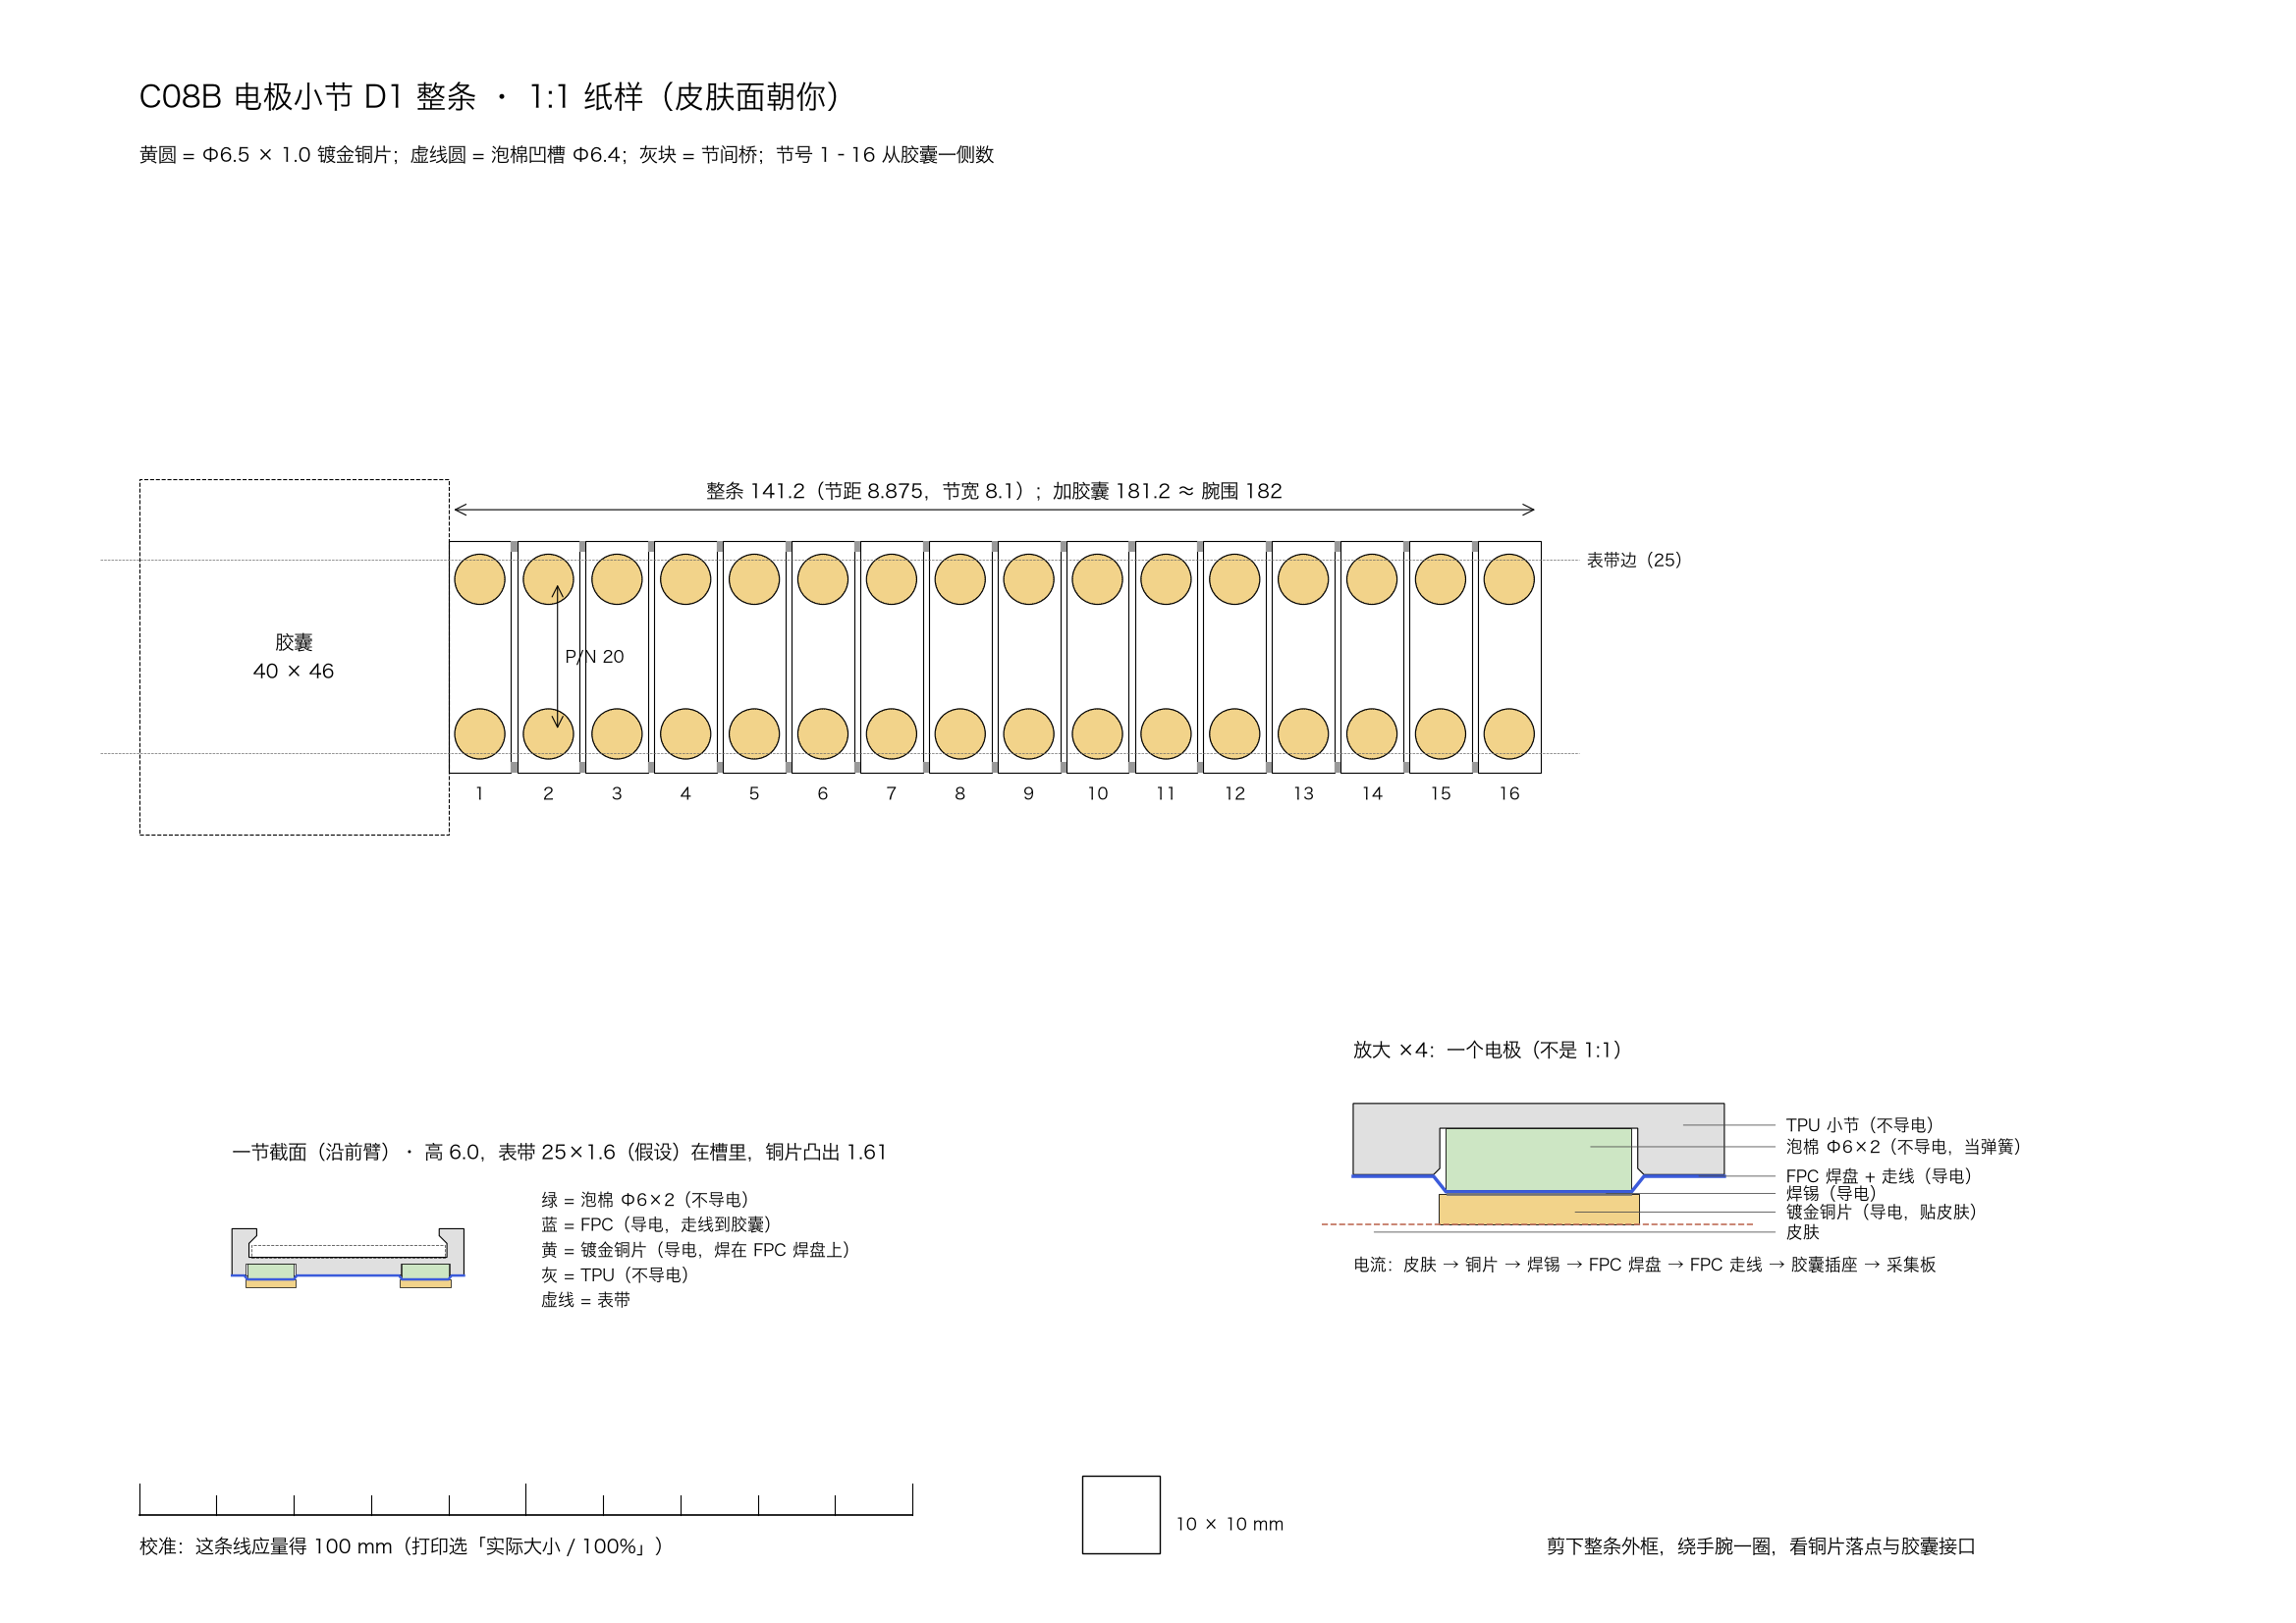 C08B 电极小节 D1 整条 · 1:1 纸样（皮肤面朝你）
黄圆 = Φ6.5 × 1.0 镀金铜片；虚线圆 = 泡棉凹槽 Φ6.4；灰块 = 节间桥；节号 1 - 16 从胶囊一侧数
整条 141.2（节距 8.875，节宽 8.1）；加胶囊 181.2 ≈ 腕围 182
表带边（25）
胶囊
40 × 46
P/N 20
1 2 3 4 5 6 7 8 9 10 11 12 13 14 15 16
放大 ×4：一个电极（不是 1:1）
TPU 小节（不导电）
泡棉 Φ6×2（不导电，当弹簧）
FPC 焊盘 + 走线（导电）
焊锡（导电）
镀金铜片（导电，贴皮肤）
皮肤
电流：皮肤 → 铜片 → 焊锡 → FPC 焊盘 → FPC 走线 → 胶囊插座 → 采集板
一节截面（沿前臂）· 高 6.0，表带 25×1.6（假设）在槽里，铜片凸出 1.61
绿 = 泡棉 Φ6×2（不导电）
蓝 = FPC（导电，走线到胶囊）
黄 = 镀金铜片（导电，焊在 FPC 焊盘上）
灰 = TPU（不导电）
虚线 = 表带
校准：这条线应量得 100 mm（打印选「实际大小 / 100%」）
10 × 10 mm
剪下整条外框，绕手腕一圈，看铜片落点与胶囊接口